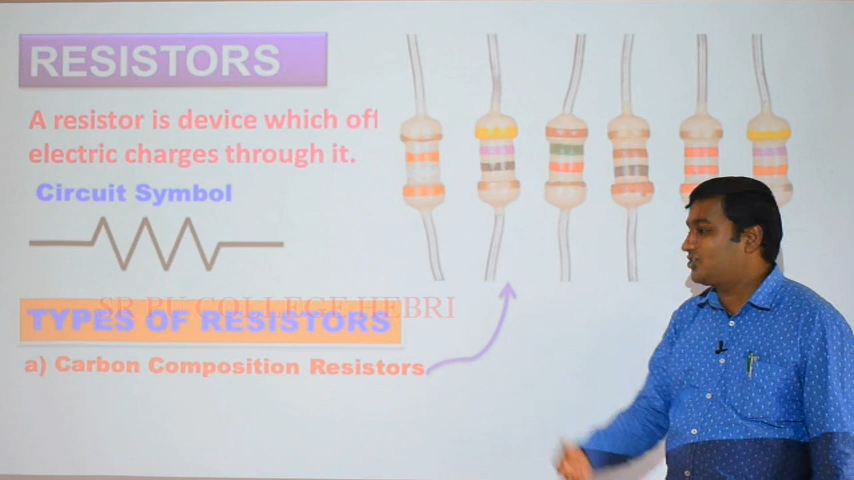 RESISTORS
A resistor is device which
electric charges through it.
Circuit Symbol
SR PU COLLEGE HEBRI
TYPES OF RESISTORS
a) Carbon Composition Resistors